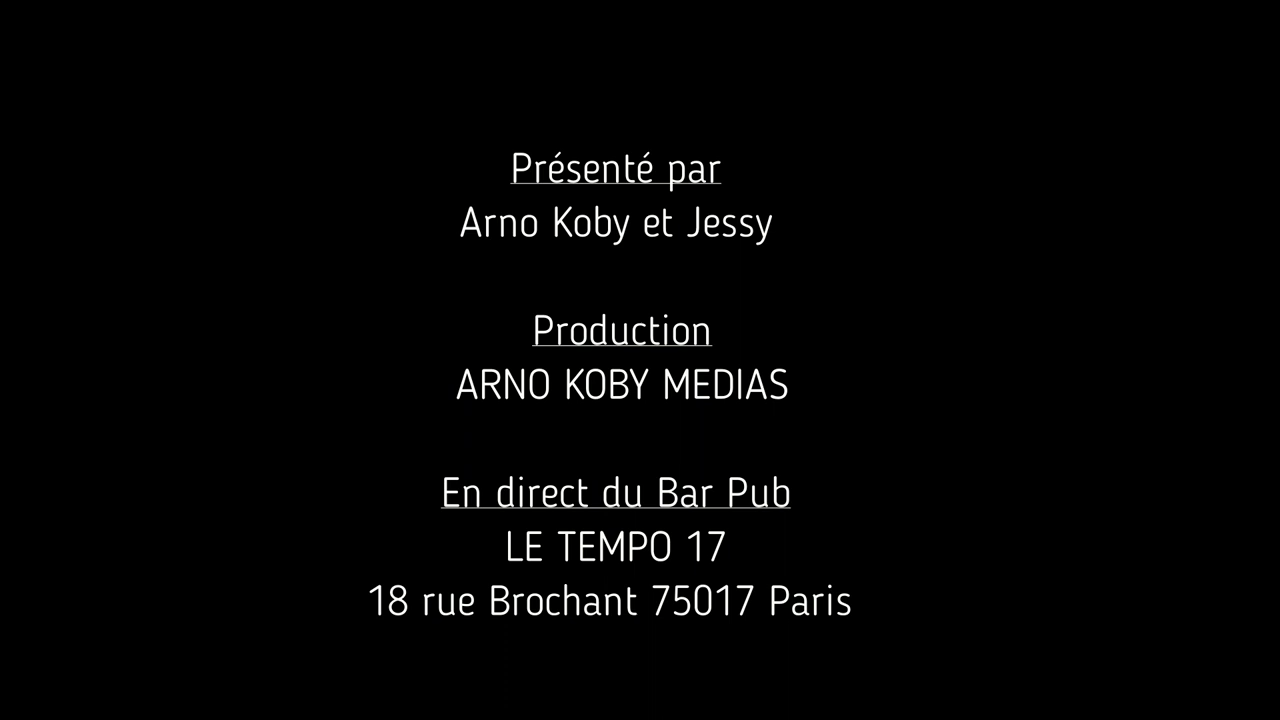 Présenté par
Arno Koby et Jessy
Production
ARNO KOBY MEDIAS
En direct du Bar Pub
LE TEMPO 17
18 rue Brochant 75017 Paris